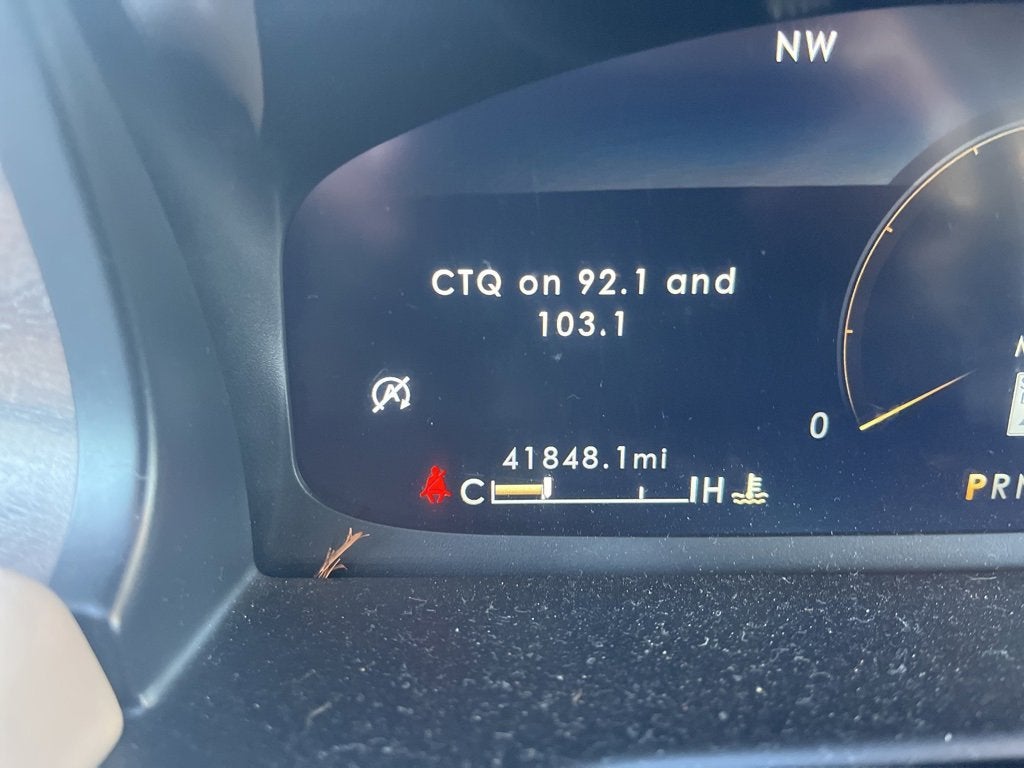 NW
CTQ on 92.1 and
103.1
A
0
41848.1mi
C H
PR